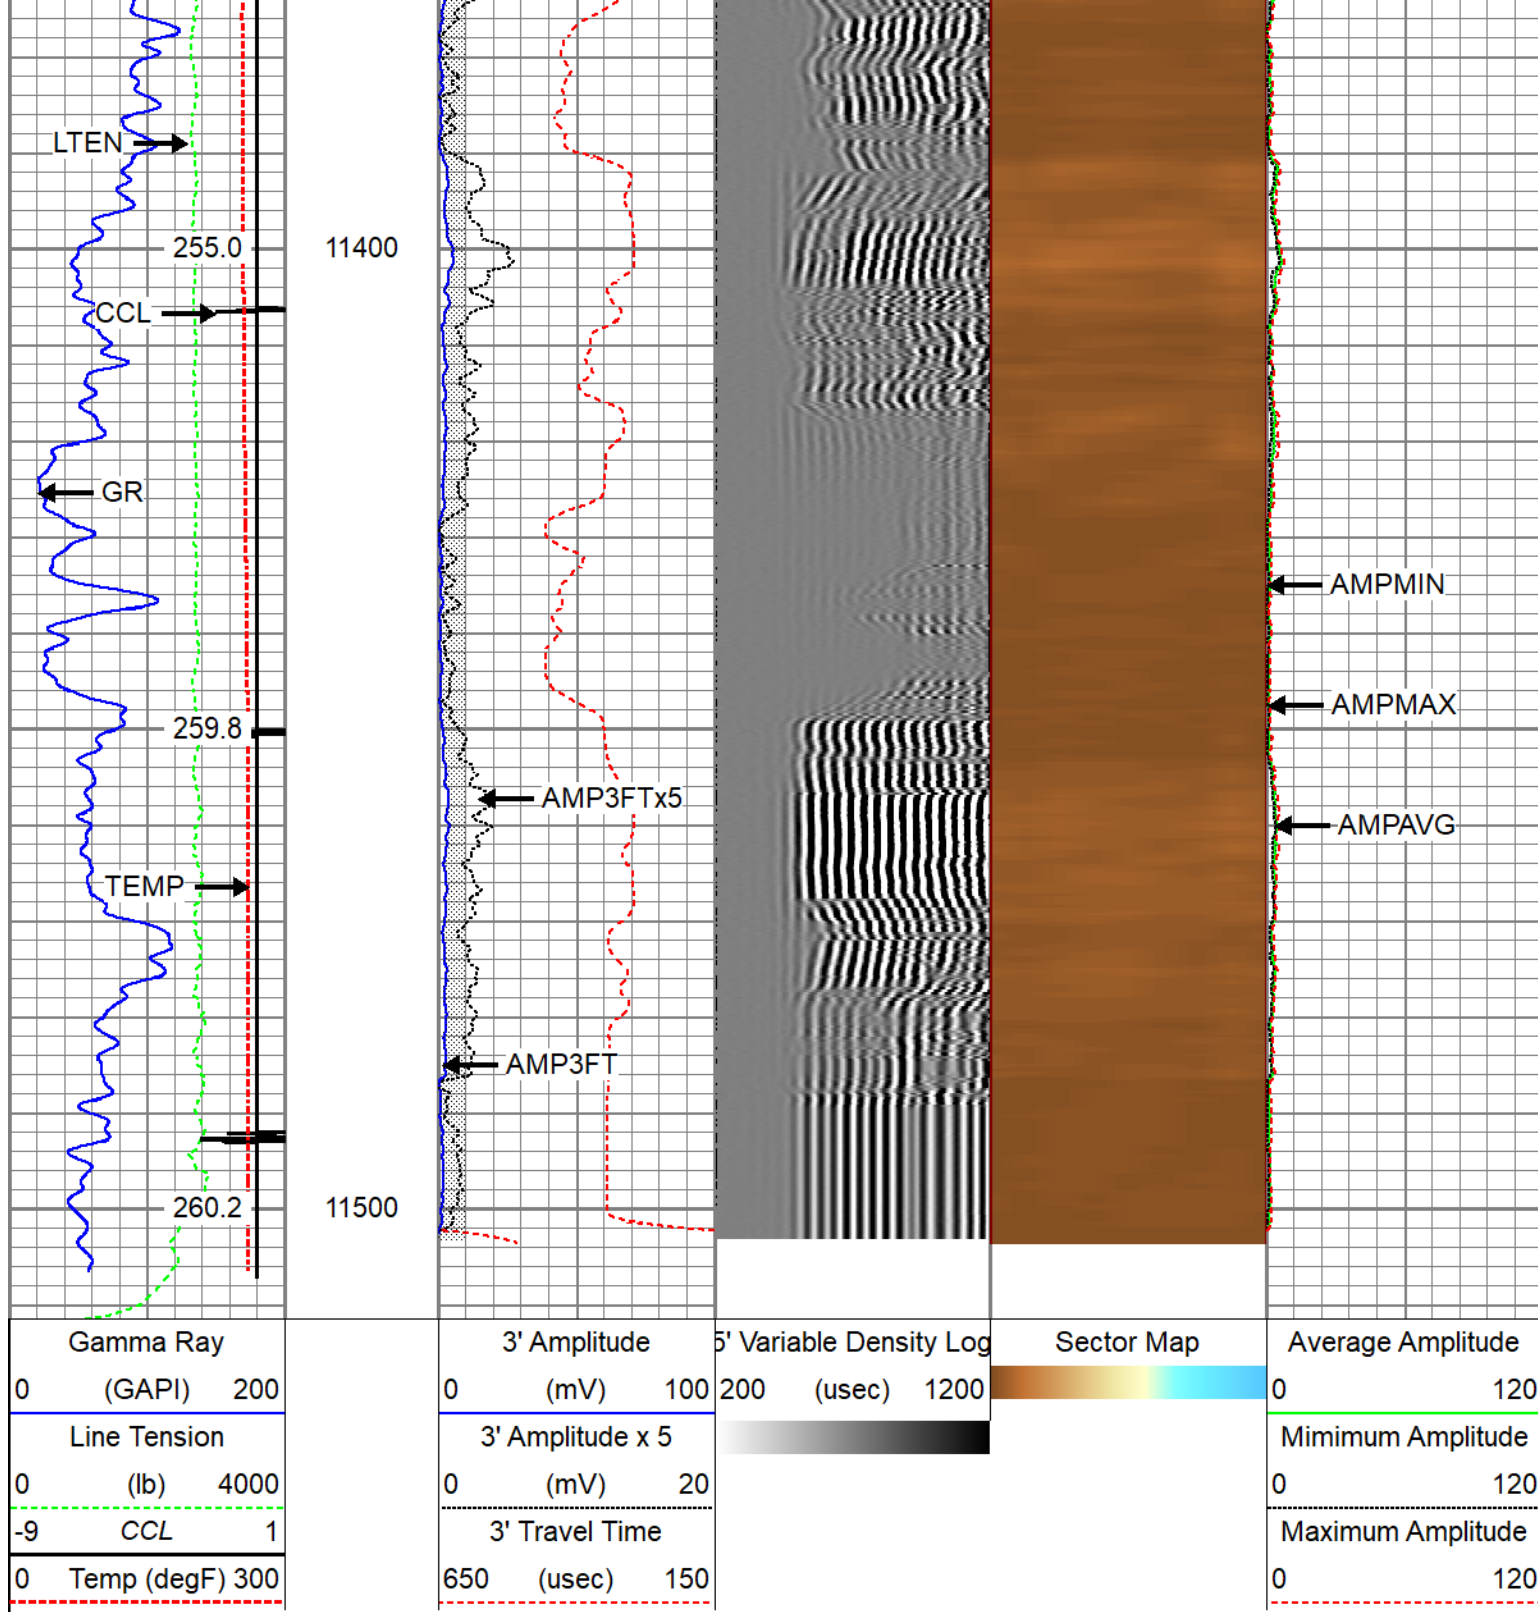 LTEN
255.0
11400
CCL
GR
AMPMIN
AMPMAX
259.8
AMP3FTx5
AMPAVG
TEMP
AMP3FT
260.2
11500
Gamma Ray
0 (GAPI) 200
Line Tension
0 (lb) 4000
-9 CCL 1
0 Temp (degF) 300
3' Amplitude
0 (mV) 100
3' Amplitude x 5
0 (mV) 20
3' Travel Time
650 (usec) 150
5' Variable Density Log
200 (usec) 1200
Sector Map
Average Amplitude
0 120
Mimimum Amplitude
0 120
Maximum Amplitude
0 120